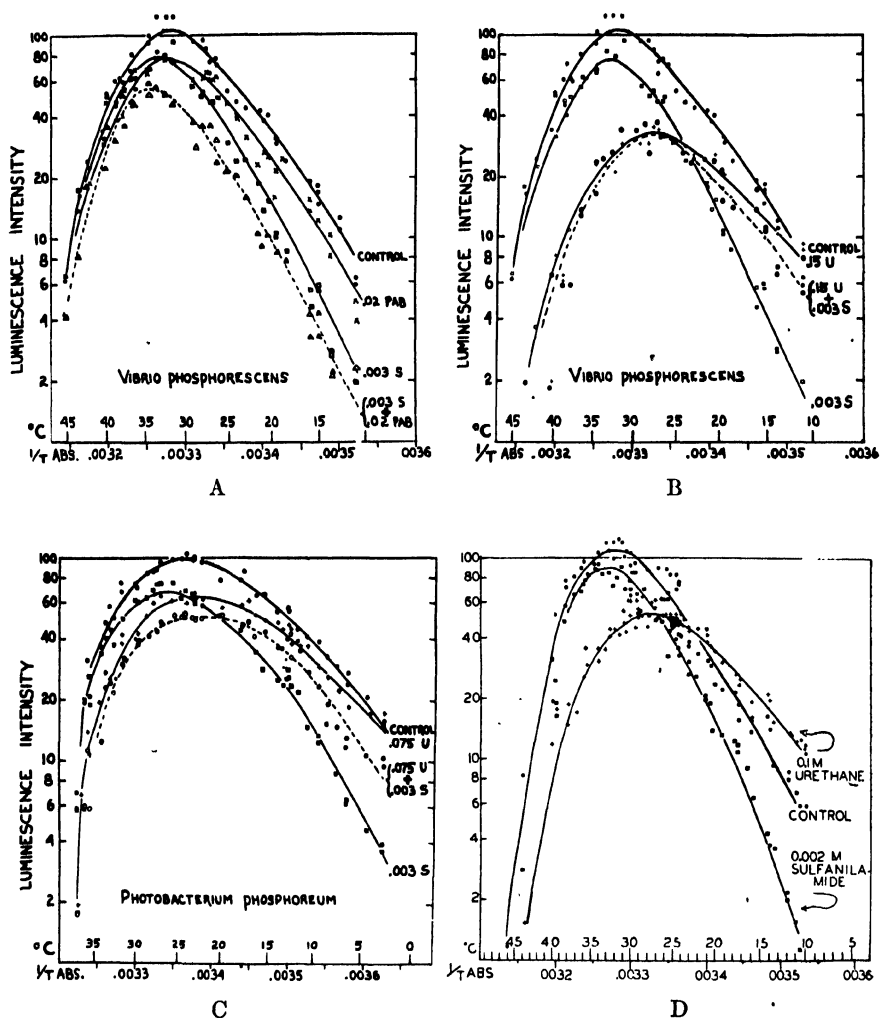 LUMINESCENCE INTENSITY
100
80
60
40
20
10
8
6
4
2
CONTROL
.02 PAB
.003 S
.003 S
+
.02 PAB
VIBRIO PHOSPHORESCENS
°C
45 40 35 30 25 20 15
1/T ABS. .0032 .0033 .0034 .0035 .0036
A
LUMINESCENCE INTENSITY
100
80
60
40
20
10
8
6
4
2
CONTROL
.15 U
.15 U
+
.003 S
.003 S
VIBRIO PHOSPHORESCENS
°C
45 40 35 30 25 20 15 10
1/T ABS. .0032 .0033 .0034 .0035 .0036
B
LUMINESCENCE INTENSITY
100
80
60
40
20
10
8
6
4
2
CONTROL
.075 U
.075 U
+
.003 S
.003 S
PHOTOBACTERIUM PHOSPHOREUM
°C
35 30 25 20 15 10 5 0
1/T ABS. .0033 .0034 .0035 .0036
C
100
80
60
40
20
10
8
6
4
2
0.1M
URETHANE
CONTROL
0.002 M
SULFANILA-
MIDE
°C
45 40 35 30 25 20 15 10 5
1/T ABS 0032 0033 0034 0035 0036
D